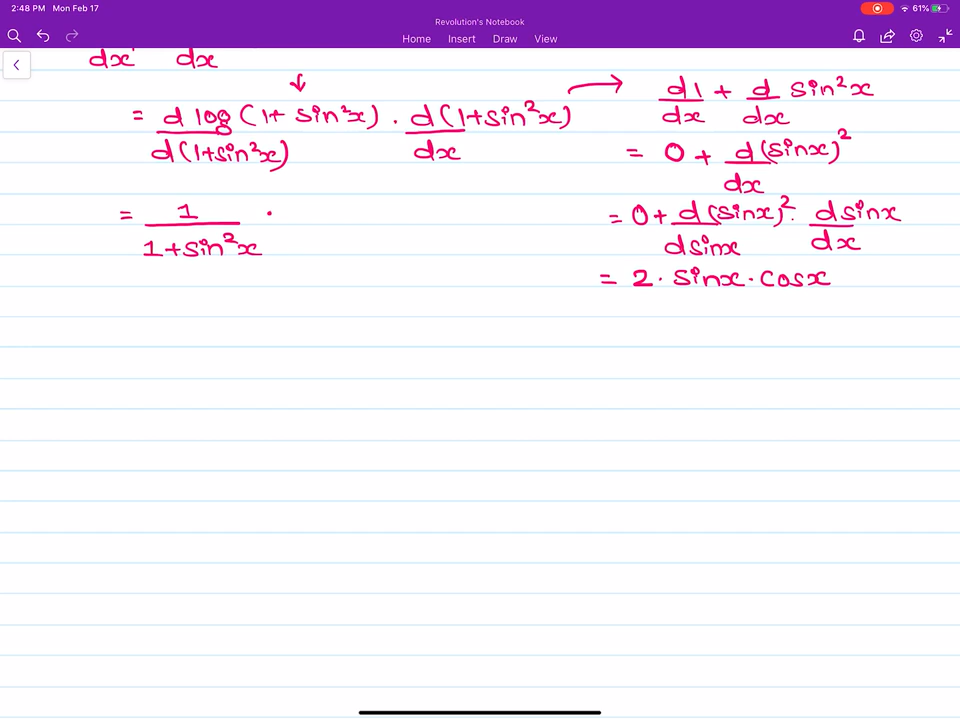 2:48 PM Mon Feb 17
61%
Revolution's Notebook
Home Insert Draw View
dx dx
= d log (1 + sin²x) . d(1+sin²x)
d(1+sin²x) dx
= 1 .
1+sin²x
d1 + d sin²x
dx dx
= 0 + d(sinx)²
dx
= 0 + d(sinx)² . dsinx
dsinx dx
= 2 . sinx . cosx